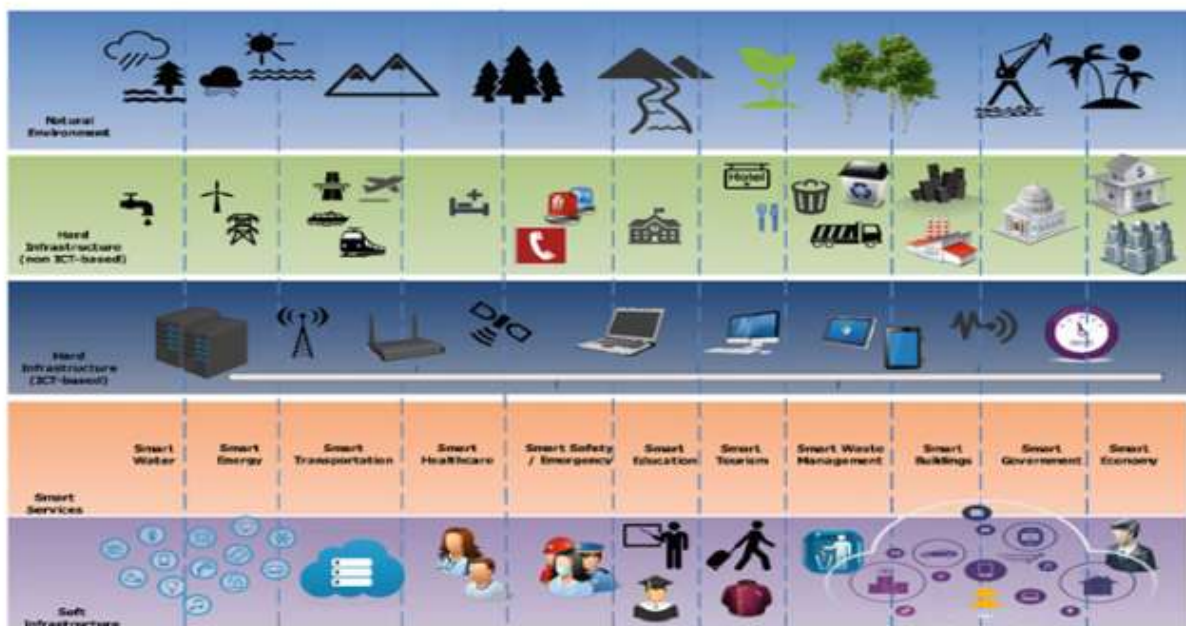 Natural
Environment
Hotel
Hard
Infrastructure
(non ICT-based)
$
Hard
Infrastructure
(ICT-based)
Smart
Water
Smart
Energy
Smart
Transportation
Smart
Healthcare
Smart Safety
/ Emergency
Smart
Education
Smart
Tourism
Smart Waste
Management
Smart
Buildings
Smart
Government
Smart
Economy
Smart
Services
Soft
Infrastructure